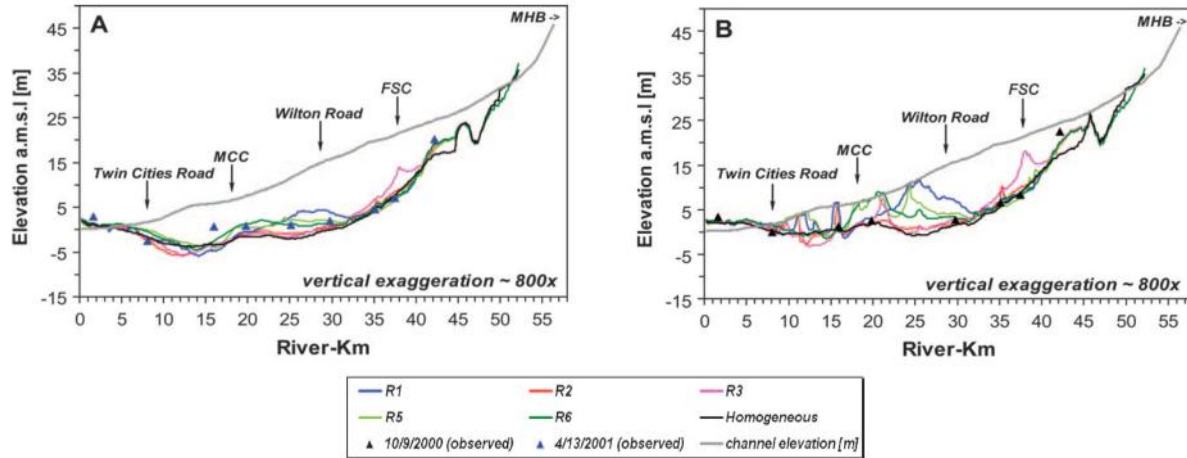 A
MHB ->
FSC
Wilton Road
MCC
Twin Cities Road
vertical exaggeration ~ 800x
Elevation a.m.s.l [m]
45
35
25
15
5
-5
-15
0 5 10 15 20 25 30 35 40 45 50 55
River-Km
B
MHB ->
FSC
Wilton Road
MCC
Twin Cities Road
vertical exaggeration ~ 800x
Elevation a.m.s.l [m]
45
35
25
15
5
-5
-15
0 5 10 15 20 25 30 35 40 45 50 55
River-Km
R1 R2 R3
R5 R6 Homogeneous
10/9/2000 (observed) 4/13/2001 (observed) channel elevation [m]